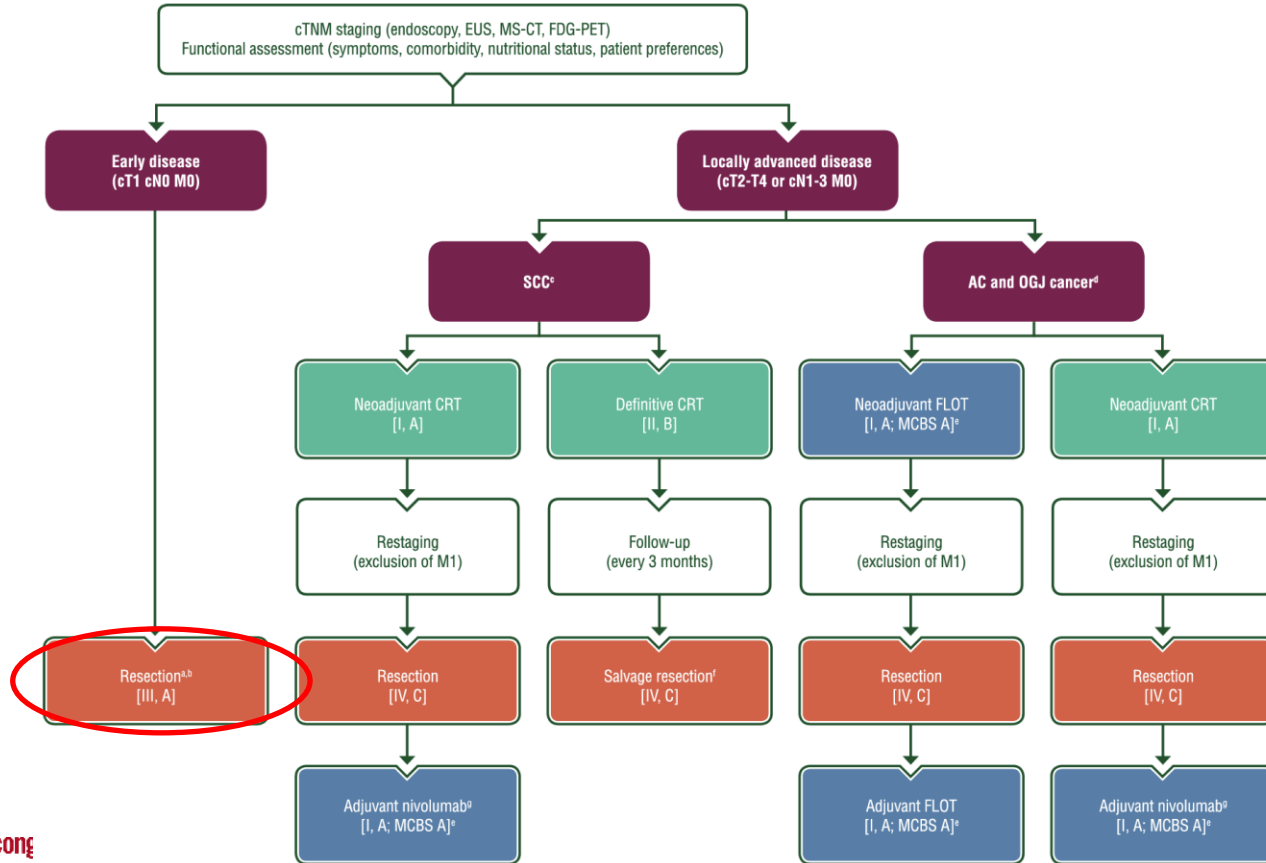 cTNM staging (endoscopy, EUS, MS-CT, FDG-PET)
Functional assessment (symptoms, comorbidity, nutritional status, patient preferences)
Early disease
(cT1 cN0 M0)
Locally advanced disease
(cT2-T4 or cN1-3 M0)
SCCᶜ
AC and OGJ cancerᵈ
Neoadjuvant CRT
[I, A]
Definitive CRT
[II, B]
Neoadjuvant FLOT
[I, A; MCBS A]ᵉ
Neoadjuvant CRT
[I, A]
Restaging
(exclusion of M1)
Follow-up
(every 3 months)
Restaging
(exclusion of M1)
Restaging
(exclusion of M1)
Resectionᵃ,ᵇ
[III, A]
Resection
[IV, C]
Salvage resectionᶠ
[IV, C]
Resection
[IV, C]
Resection
[IV, C]
Adjuvant nivolumabᵍ
[I, A; MCBS A]ᵉ
Adjuvant FLOT
[I, A; MCBS A]ᵉ
Adjuvant nivolumabᵍ
[I, A; MCBS A]ᵉ
cong